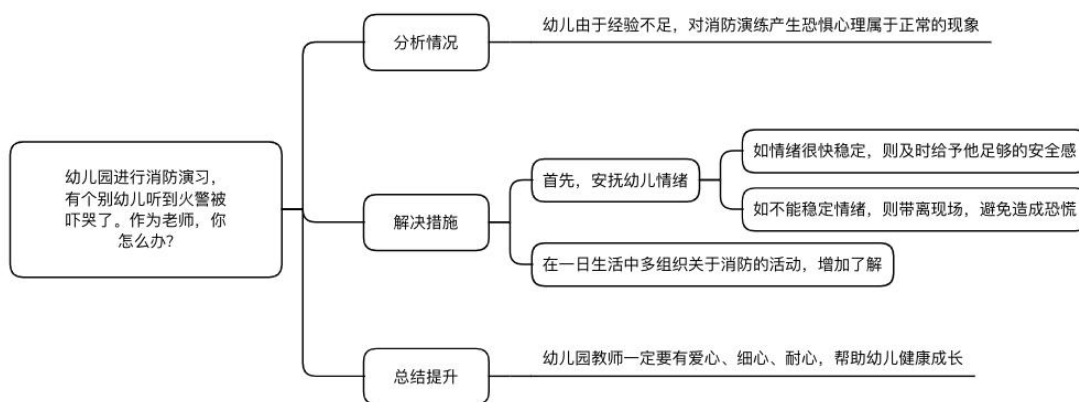 幼儿园进行消防演习，
有个别幼儿听到火警被
吓哭了。作为老师，你
怎么办？
分析情况
幼儿由于经验不足，对消防演练产生恐惧心理属于正常的现象
解决措施
首先，安抚幼儿情绪
如情绪很快稳定，则及时给予他足够的安全感
如不能稳定情绪，则带离现场，避免造成恐慌
在一日生活中多组织关于消防的活动，增加了解
总结提升
幼儿园教师一定要有爱心、细心、耐心，帮助幼儿健康成长